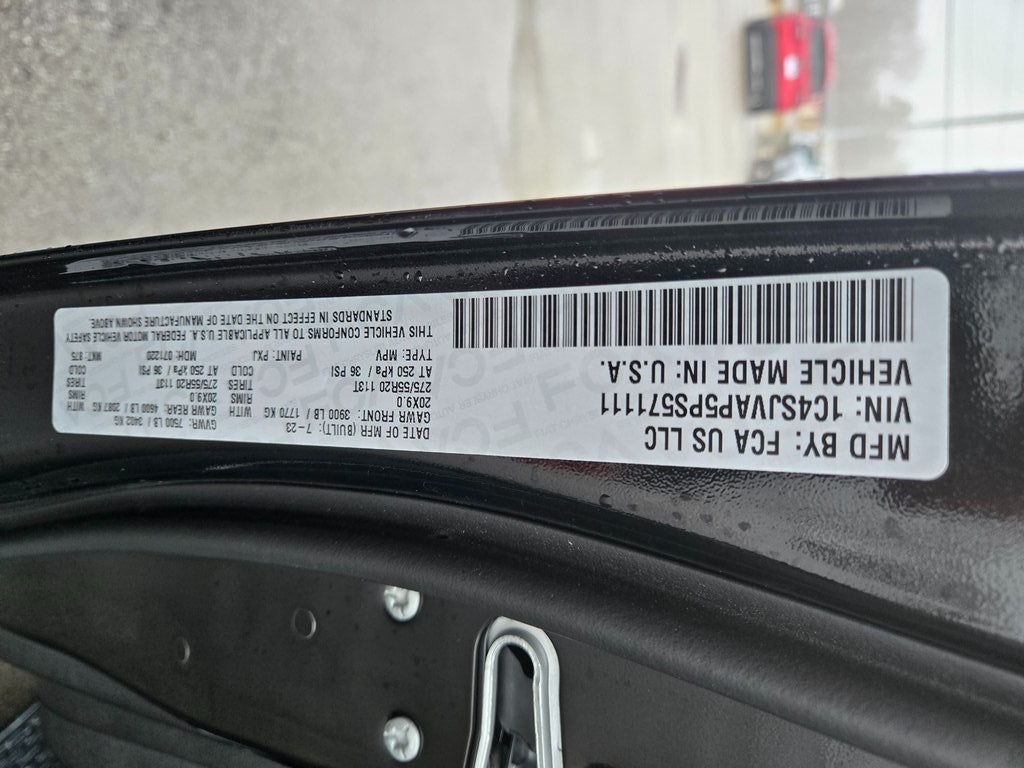 MFD BY: FCA US LLC
VIN: 1C4SJVAP5PS571111
VEHICLE MADE IN: U.S.A.
DATE OF MFR (BUILT): 7-23
GVWR: 7500 LB / 3402 KG
GAWR FRONT: 3900 LB / 1770 KG
GAWR REAR: 4600 LB / 2087 KG
20X9.0 RIMS 20X9.0 RIMS
275/55R20 113T TIRES 275/55R20 113T TIRES
AT 250 kPa / 36 PSI COLD AT 250 kPa / 36 PSI COLD
TYPE: MPV PAINT: PXJ MDH: 071220 MKT: 875
THIS VEHICLE CONFORMS TO ALL APPLICABLE U.S.A. FEDERAL MOTOR VEHICLE SAFETY
STANDARDS IN EFFECT ON THE DATE OF MANUFACTURE SHOWN ABOVE.